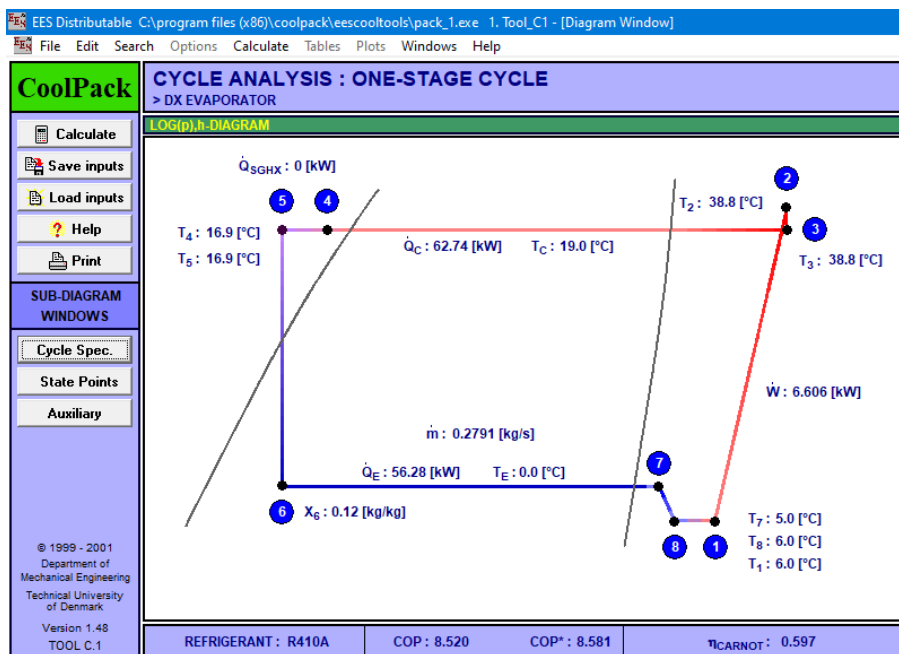 EES Distributable C:\program files (x86)\coolpack\eescooltools\pack_1.exe 1. Tool_C1 - [Diagram Window]
File Edit Search Options Calculate Tables Plots Windows Help
CoolPack
CYCLE ANALYSIS : ONE-STAGE CYCLE
> DX EVAPORATOR
LOG(p),h-DIAGRAM
Calculate
Save inputs
Load inputs
Help
Print
SUB-DIAGRAM
WINDOWS
Cycle Spec.
State Points
Auxiliary
© 1999 - 2001
Department of
Mechanical Engineering
Technical University
of Denmark
Version 1.48
TOOL C.1
Q̇SGHX : 0 [kW]
5 4 2
T2 : 38.8 [°C]
3
T4 : 16.9 [°C]
T5 : 16.9 [°C]
Q̇C : 62.74 [kW] TC : 19.0 [°C]
T3 : 38.8 [°C]
Ẇ : 6.606 [kW]
ṁ : 0.2791 [kg/s]
Q̇E : 56.28 [kW] TE : 0.0 [°C]
7
6 X6 : 0.12 [kg/kg]
8 1
T7 : 5.0 [°C]
T8 : 6.0 [°C]
T1 : 6.0 [°C]
REFRIGERANT : R410A COP : 8.520 COP* : 8.581 ηCARNOT : 0.597